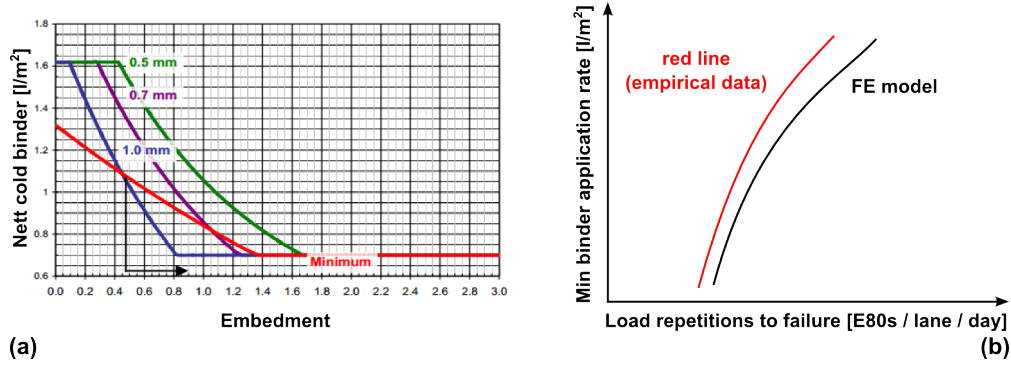 1.8
1.6
1.4
1.2
1
0.8
0.6
Nett cold binder [l/m²]
0.5 mm
0.7 mm
1.0 mm
Minimum
0.0 0.2 0.4 0.6 0.8 1.0 1.2 1.4 1.6 1.8 2.0 2.2 2.4 2.6 2.8 3.0
Embedment
(a)
Min binder application rate [l/m²]
red line
(empirical data)
FE model
Load repetitions to failure [E80s / lane / day]
(b)